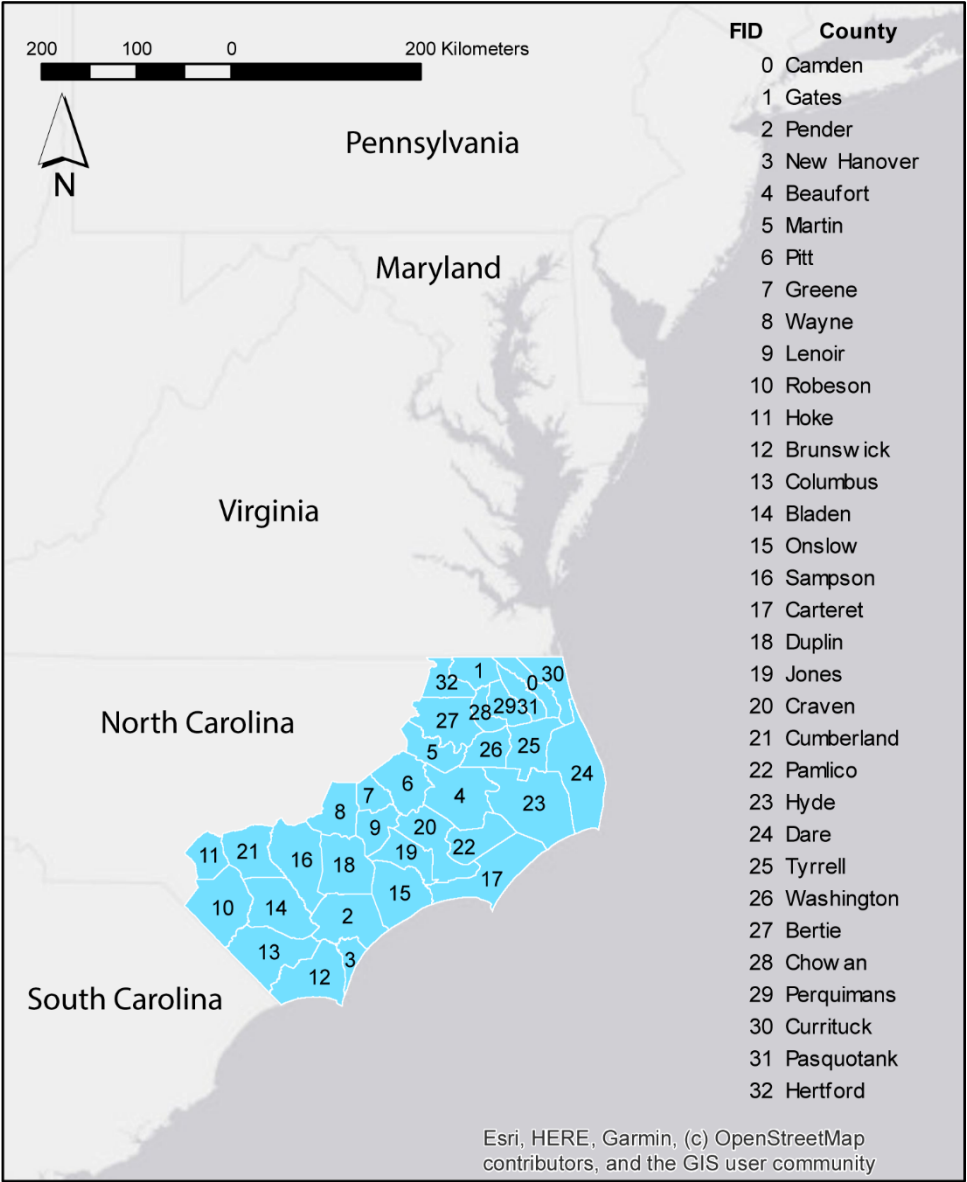 200 100 0 200 Kilometers
N
Pennsylvania
Maryland
Virginia
North Carolina
South Carolina
1
32
0
30
28
29
31
27
5
26
25
24
6
7
4
23
8
9
20
22
19
11
21
16
18
17
15
10
14
2
13
3
12
FID County
0 Camden
1 Gates
2 Pender
3 New Hanover
4 Beaufort
5 Martin
6 Pitt
7 Greene
8 Wayne
9 Lenoir
10 Robeson
11 Hoke
12 Brunswick
13 Columbus
14 Bladen
15 Onslow
16 Sampson
17 Carteret
18 Duplin
19 Jones
20 Craven
21 Cumberland
22 Pamlico
23 Hyde
24 Dare
25 Tyrrell
26 Washington
27 Bertie
28 Chowan
29 Perquimans
30 Currituck
31 Pasquotank
32 Hertford
Esri, HERE, Garmin, (c) OpenStreetMap
contributors, and the GIS user community